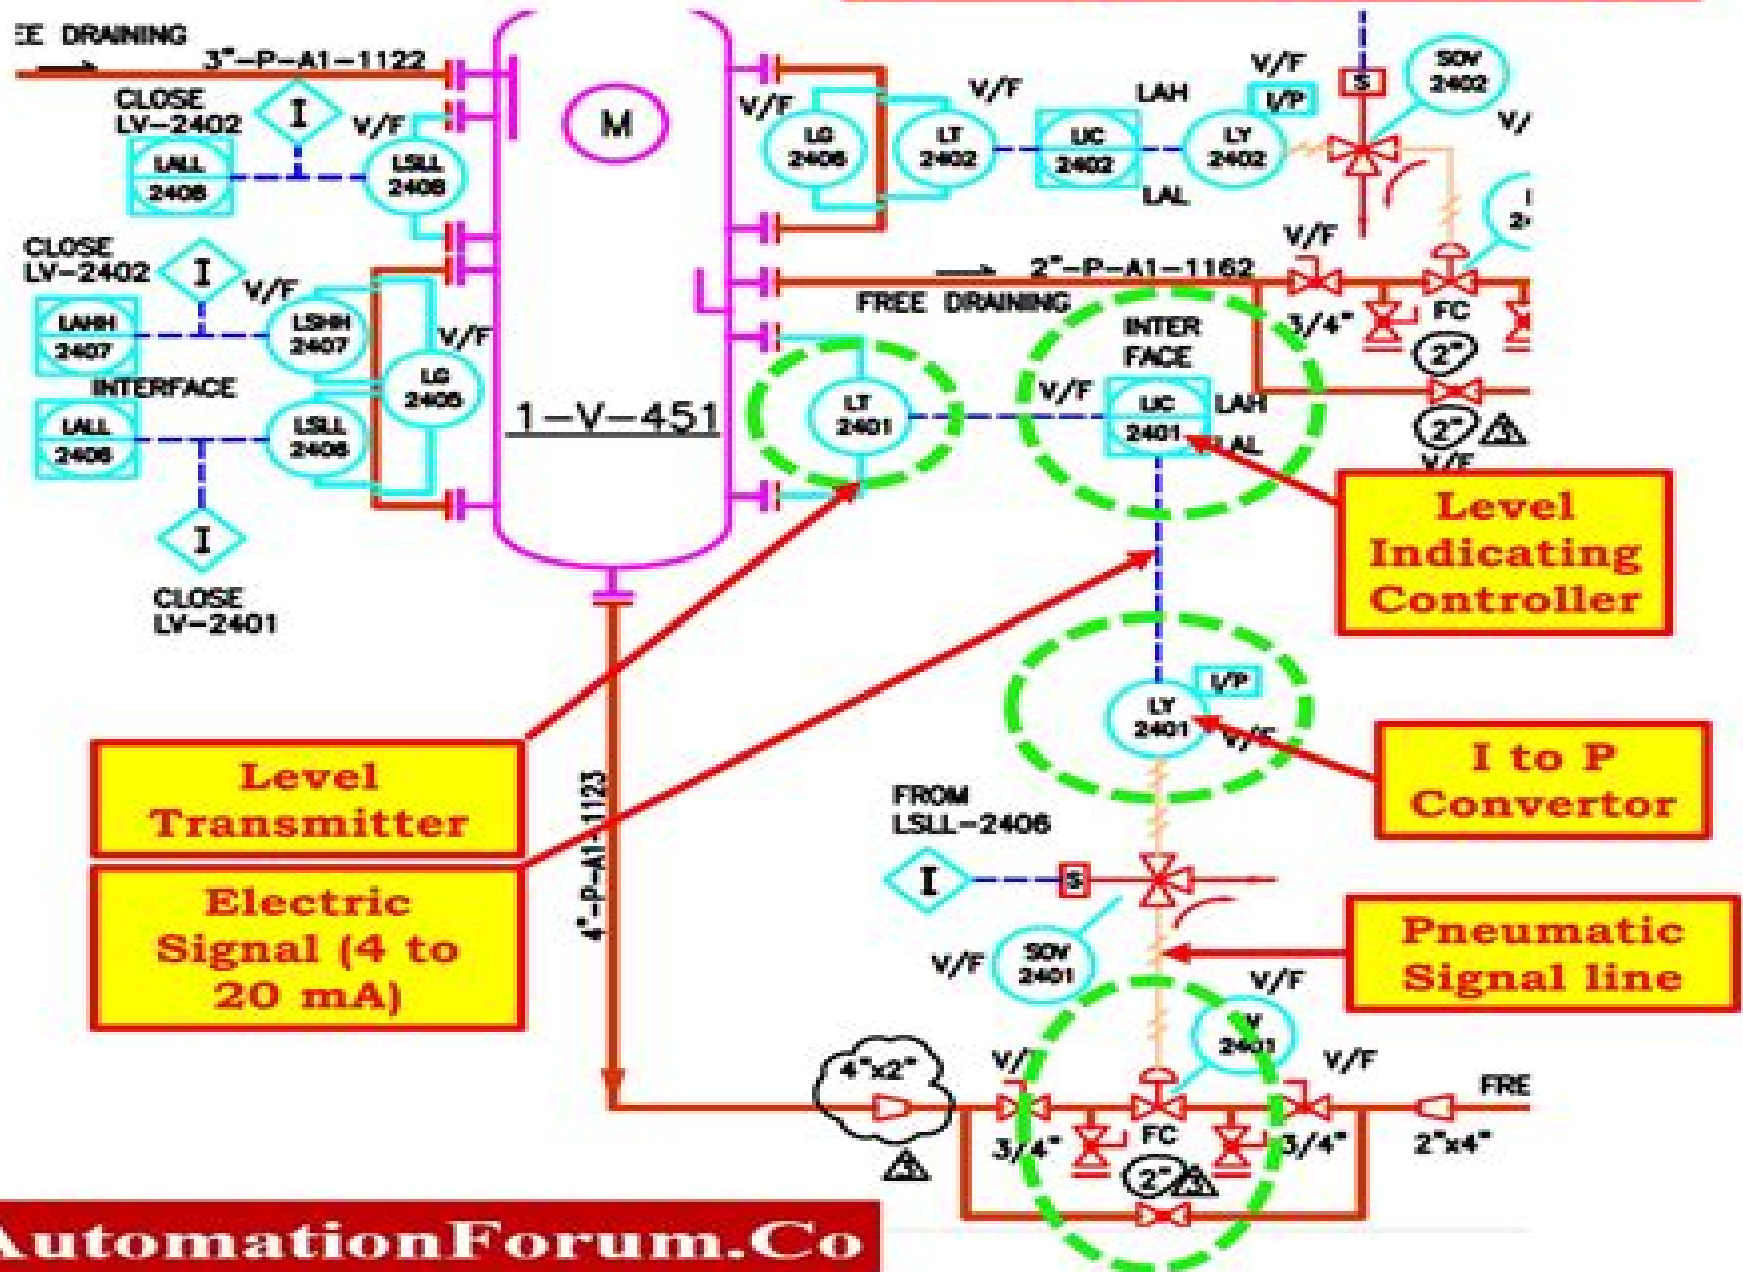 EE DRAINING
3"-P-A1-1122
CLOSE
LV-2402
I
V/F
LALL
2408
LSLL
2408
M
V/F
LG
2406
V/F
LT
2402
LAH
LIC
2402
LAL
V/F
I/P
LY
2402
S
SOV
2402
V/
CLOSE
LV-2402
I
V/F
LAHH
2407
LSHH
2407
V/F
INTERFACE
LG
2405
LALL
2406
LSLL
2406
I
CLOSE
LV-2401
1-V-451
2"-P-A1-1162
FREE DRAINING
V/F
3/4"
FC
2"
2"
V/F
INTER
FACE
V/F
LT
2401
LIC
2401
LAH
LAL
Level
Indicating
Controller
I/P
LY
2401
V/F
I to P
Convertor
Level
Transmitter
Electric
Signal (4 to
20 mA)
4"-P-A1-1123
FROM
LSLL-2406
I
S
V/F
SOV
2401
Pneumatic
Signal line
V/F
V
2401
4"x2"
V/
V/F
FRE
3/4"
FC
3/4"
2"x4"
2"
AutomationForum.Co